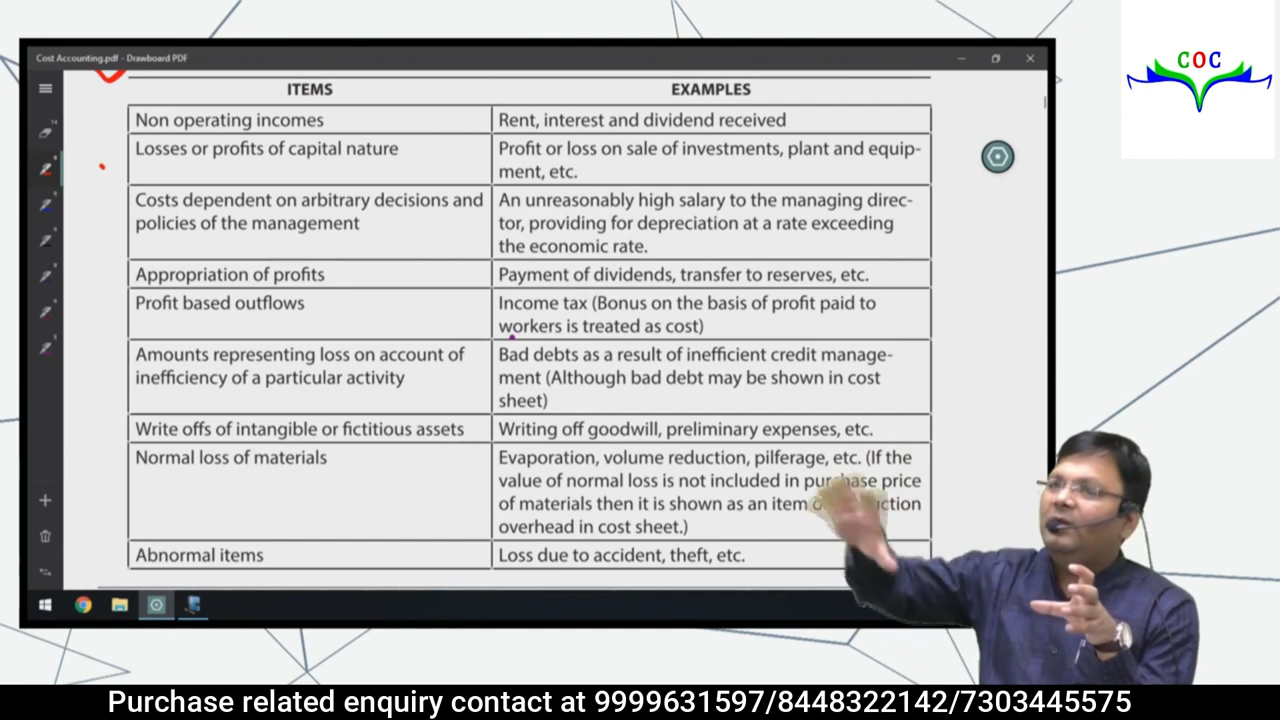 COC
Cost Accounting.pdf - Drawboard PDF
ITEMS EXAMPLES
Non operating incomes Rent, interest and dividend received
Losses or profits of capital nature Profit or loss on sale of investments, plant and equip-
ment, etc.
Costs dependent on arbitrary decisions and An unreasonably high salary to the managing direc-
policies of the management tor, providing for depreciation at a rate exceeding
the economic rate.
Appropriation of profits Payment of dividends, transfer to reserves, etc.
Profit based outflows Income tax (Bonus on the basis of profit paid to
workers is treated as cost)
Amounts representing loss on account of Bad debts as a result of inefficient credit manage-
inefficiency of a particular activity ment (Although bad debt may be shown in cost
sheet)
Write offs of intangible or fictitious assets Writing off goodwill, preliminary expenses, etc.
Normal loss of materials Evaporation, volume reduction, pilferage, etc. (If the
value of normal loss is not included in purchase price
of materials then it is shown as an item
overhead in cost sheet.)
Abnormal items Loss due to accident, theft, etc.
Purchase related enquiry contact at 9999631597/8448322142/7303445575